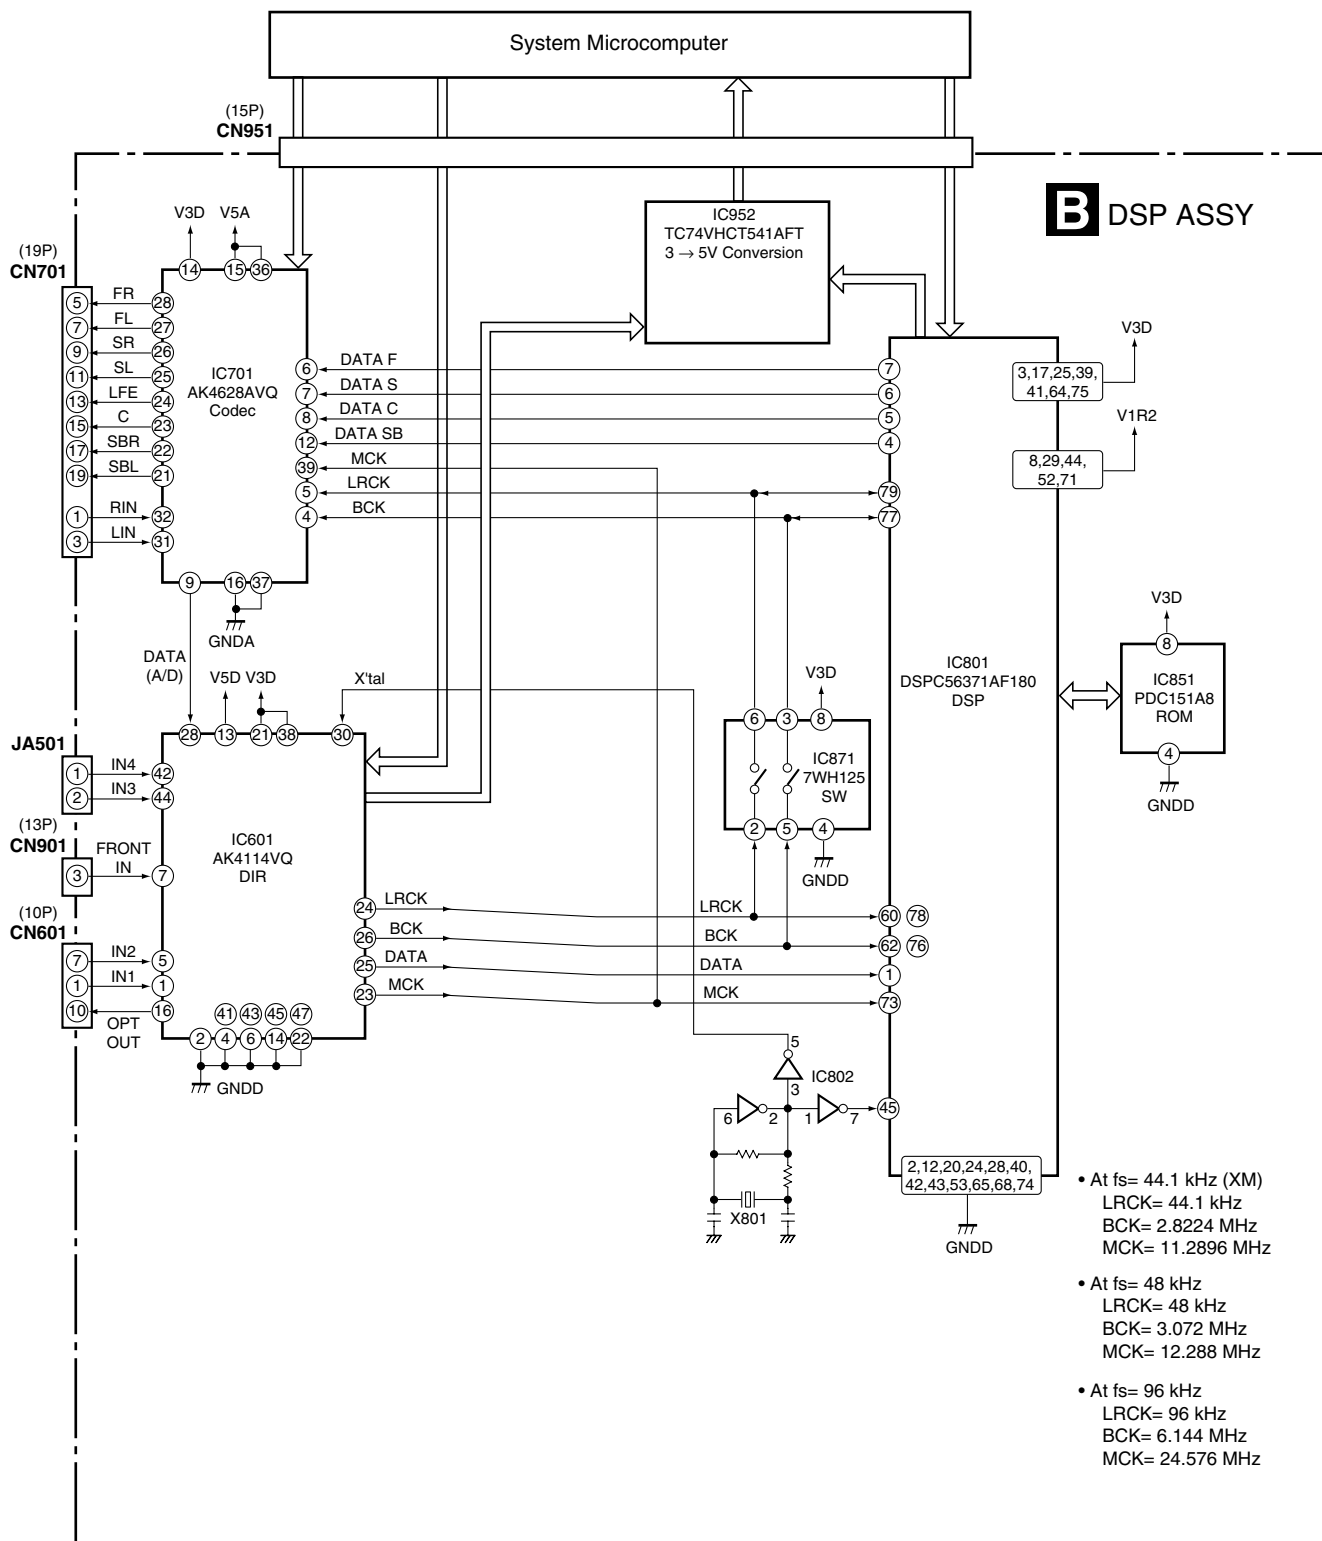 System Microcomputer
(15P)
CN951
B DSP ASSY
IC952
TC74VHCT541AFT
3 → 5V Conversion
V3D
V5A
14
15
36
(19P)
CN701
5
FR
28
7
FL
27
9
SR
26
11
SL
25
13
LFE
24
15
C
23
17
SBR
22
19
SBL
21
1
RIN
32
3
LIN
31
IC701
AK4628AVQ
Codec
6
DATA F
7
7
DATA S
6
8
DATA C
5
12
DATA SB
4
39
MCK
5
LRCK
79
4
BCK
77
9
16
37
GNDA
V3D
3,17,25,39,
41,64,75
V1R2
8,29,44,
52,71
IC801
DSPC56371AF180
DSP
V3D
8
IC851
PDC151A8
ROM
4
GNDD
DATA
(A/D)
V5D
V3D
X'tal
28
13
21
38
30
V3D
6
3
8
IC871
7WH125
SW
2
5
4
GNDD
JA501
1
IN4
42
2
IN3
44
(13P)
CN901
3
FRONT
IN
7
(10P)
CN601
7
IN2
5
1
IN1
1
10
OPT
OUT
16
IC601
AK4114VQ
DIR
24
LRCK
LRCK
60
78
26
BCK
BCK
62
76
25
DATA
DATA
1
23
MCK
MCK
73
41
43
45
47
2
4
6
14
22
GNDD
5
3
IC802
6
2
1
7
45
X801
2,12,20,24,28,40,
42,43,53,65,68,74
GNDD
• At fs= 44.1 kHz (XM)
LRCK= 44.1 kHz
BCK= 2.8224 MHz
MCK= 11.2896 MHz
• At fs= 48 kHz
LRCK= 48 kHz
BCK= 3.072 MHz
MCK= 12.288 MHz
• At fs= 96 kHz
LRCK= 96 kHz
BCK= 6.144 MHz
MCK= 24.576 MHz